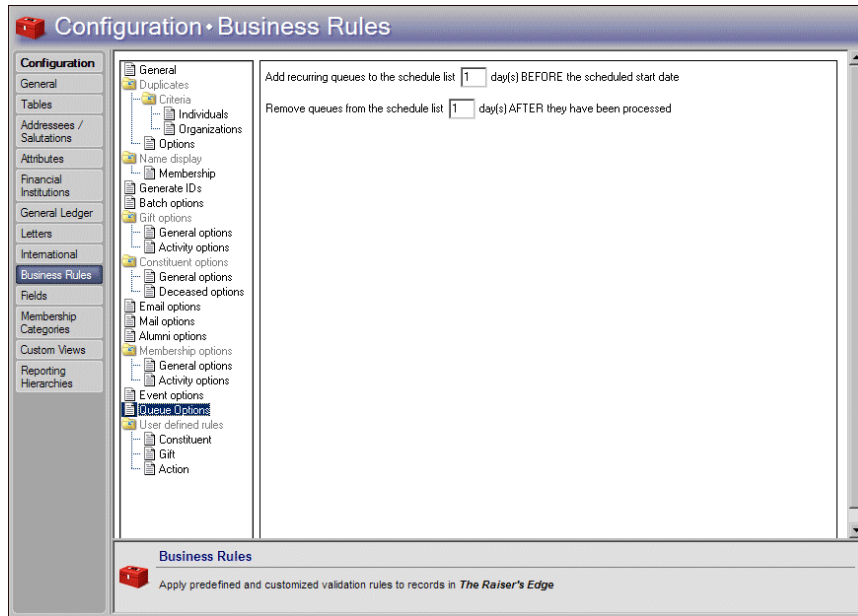 Configuration • Business Rules
Configuration
General
Tables
Addressees /
Salutations
Attributes
Financial
Institutions
General Ledger
Letters
International
Business Rules
Fields
Membership
Categories
Custom Views
Reporting
Hierarchies
General
Duplicates
Criteria
Individuals
Organizations
Options
Name display
Membership
Generate IDs
Batch options
Gift options
General options
Activity options
Constituent options
General options
Deceased options
Email options
Mail options
Alumni options
Membership options
General options
Activity options
Event options
Queue Options
User defined rules
Constituent
Gift
Action
Add recurring queues to the schedule list 1 day(s) BEFORE the scheduled start date
Remove queues from the schedule list 1 day(s) AFTER they have been processed
Business Rules
Apply predefined and customized validation rules to records in The Raiser's Edge